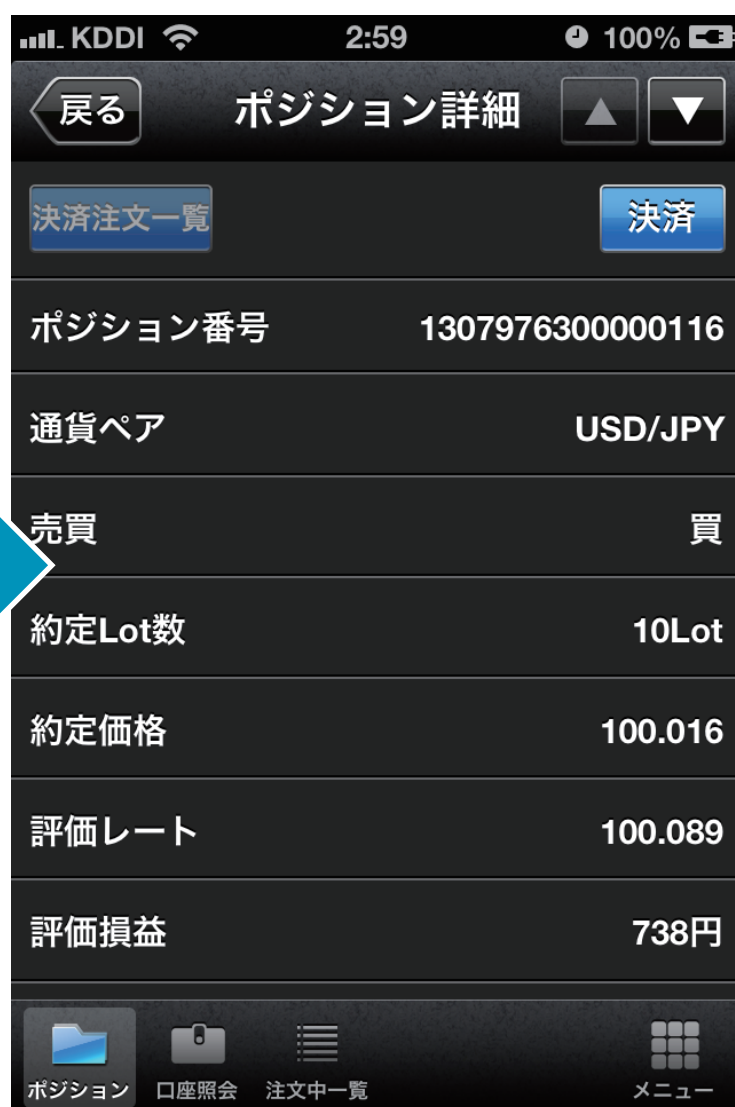 KDDI 2:59 100%
戻る ポジション詳細
決済注文一覧 決済
ポジション番号 1307976300000116
通貨ペア USD/JPY
売買 買
約定Lot数 10Lot
約定価格 100.016
評価レート 100.089
評価損益 738円
ポジション 口座照会 注文中一覧 メニュー